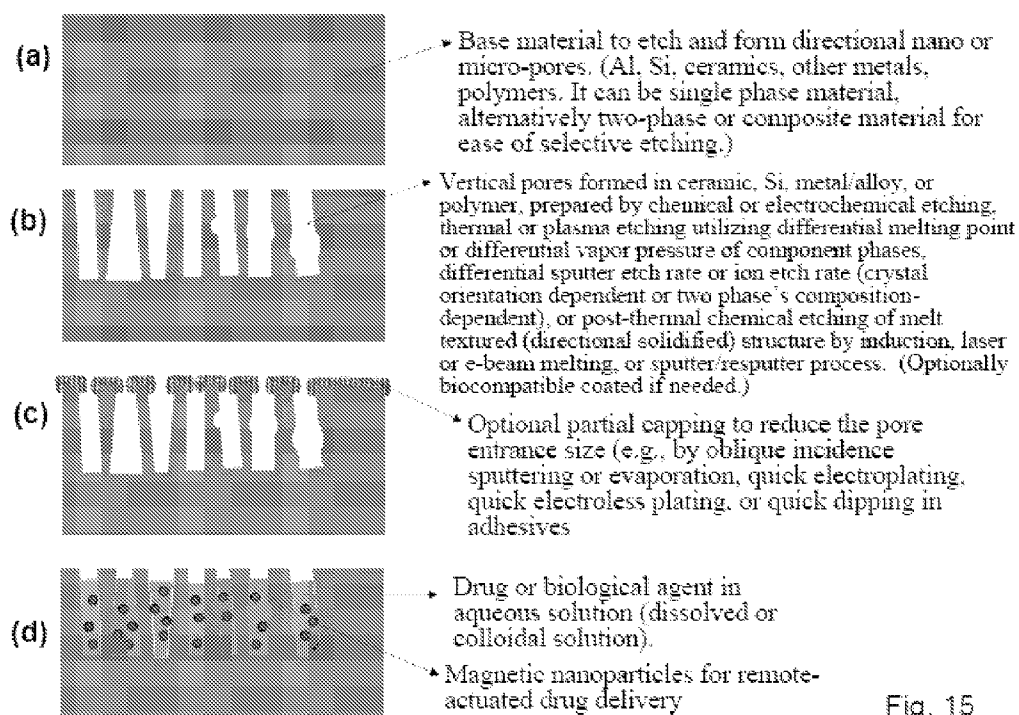 (a)
Base material to etch and form directional nano or
micro-pores. (Al, Si, ceramics, other metals,
polymers. It can be single phase material,
alternatively two-phase or composite material for
ease of selective etching.)
(b)
Vertical pores formed in ceramic, Si, metal/alloy, or
polymer, prepared by chemical or electrochemical etching,
thermal or plasma etching utilizing differential melting point
or differential vapor pressure of component phases,
differential sputter etch rate or ion etch rate (crystal
orientation dependent or two phase's composition-
dependent), or post-thermal chemical etching of melt
textured (directional solidified) structure by induction, laser
or e-beam melting, or sputter/resputter process. (Optionally
biocompatible coated if needed.)
(c)
Optional partial capping to reduce the pore
entrance size (e.g., by oblique incidence
sputtering or evaporation, quick electroplating,
quick electroless plating, or quick dipping in
adhesives
(d)
Drug or biological agent in
aqueous solution (dissolved or
colloidal solution).
Magnetic nanoparticles for remote-
actuated drug delivery
Fig. 15